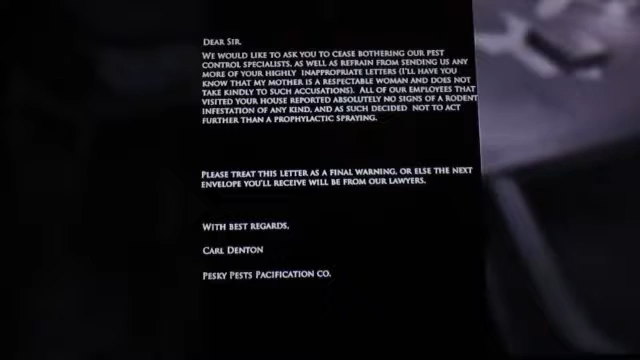 DEAR SIR,
WE WOULD LIKE TO ASK YOU TO CEASE BOTHERING OUR PEST
CONTROL SPECIALISTS, AS WELL AS REFRAIN FROM SENDING US ANY
MORE OF YOUR HIGHLY INAPPROPRIATE LETTERS (I'LL HAVE YOU
KNOW THAT MY MOTHER IS A RESPECTABLE WOMAN AND DOES NOT
TAKE KINDLY TO SUCH ACCUSATIONS). ALL OF OUR EMPLOYEES THAT
VISITED YOUR HOUSE REPORTED ABSOLUTELY NO SIGNS OF A RODENT
INFESTATION OF ANY KIND, AND AS SUCH DECIDED NOT TO ACT
FURTHER THAN A PROPHYLACTIC SPRAYING.
PLEASE TREAT THIS LETTER AS A FINAL WARNING, OR ELSE THE NEXT
ENVELOPE YOU'LL RECEIVE WILL BE FROM OUR LAWYERS.
WITH BEST REGARDS,
CARL DENTON
PESKY PESTS PACIFICATION CO.